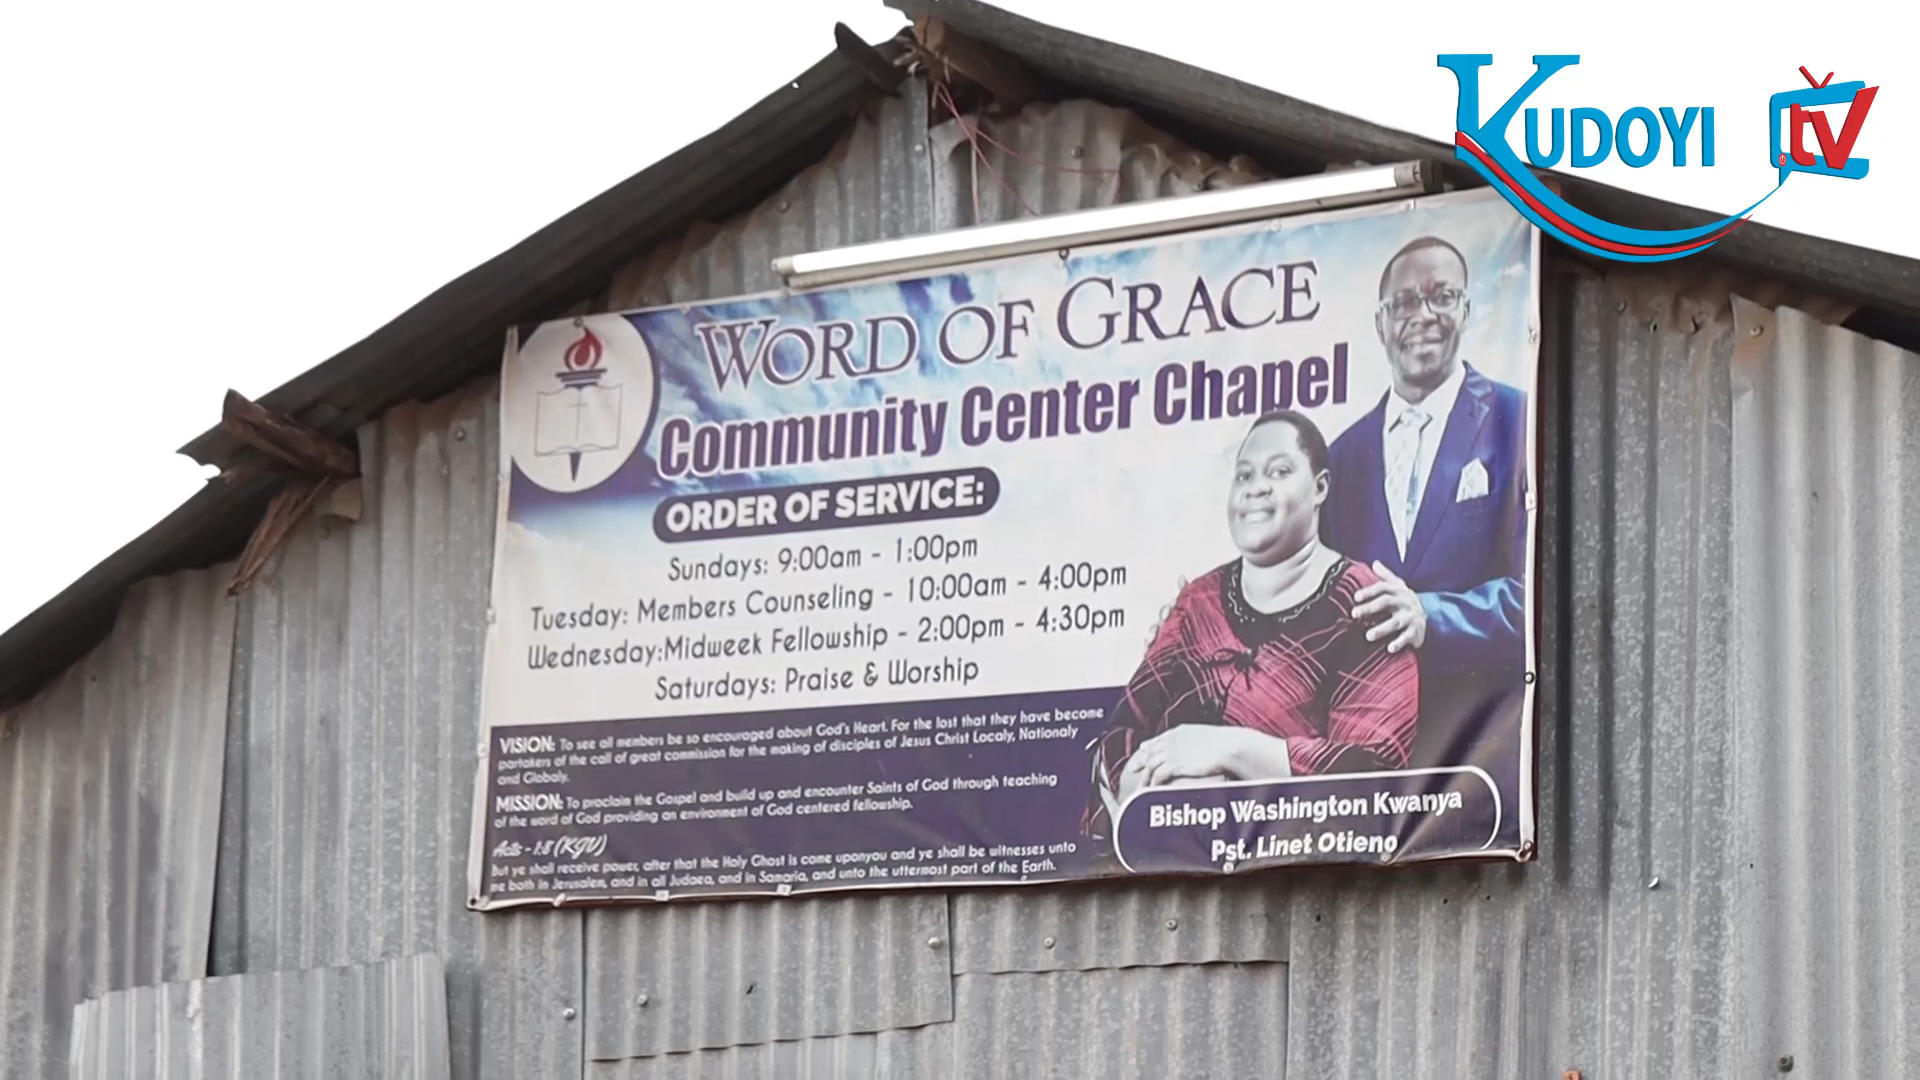 KUDOYI tv
WORD OF GRACE
Community Center Chapel
ORDER OF SERVICE:
Sundays: 9:00am - 1:00pm
Tuesday: Members Counseling - 10:00am - 4:00pm
Wednesday:Midweek Fellowship - 2:00pm - 4:30pm
Saturdays: Praise & Worship
VISION: To see all members be so encouraged about God's Heart. For the lost that they have become
partakers of the call of great commission for the making of disciples of Jesus Christ Localy, Nationaly
and Globaly.
MISSION: To proclaim the Gospel and build up and encounter Saints of God through teaching
of the word of God providing an environment of God centered fellowship.
Acts - 1:8 (KGV)
But ye shall receive power, after that the Holy Ghost is come uponyou and ye shall be witnesses unto
me both in Jerusalem, and in all Judaea, and in Samaria, and unto the uttermost part of the Earth.
Bishop Washington Kwanya
Pst. Linet Otieno